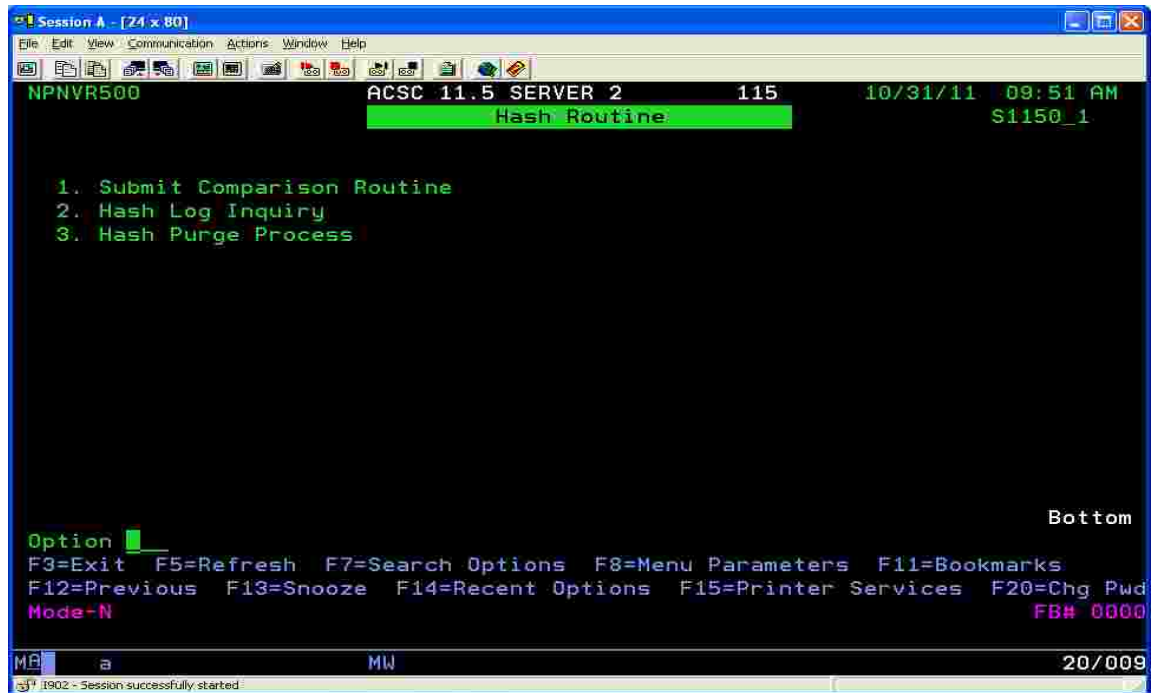 Session A - [24 x 80]
File Edit View Communication Actions Window Help
NPNVR500 ACSC 11.5 SERVER 2 115 10/31/11 09:51 AM
Hash Routine S1150_1
1. Submit Comparison Routine
2. Hash Log Inquiry
3. Hash Purge Process
Bottom
Option
F3=Exit F5=Refresh F7=Search Options F8=Menu Parameters F11=Bookmarks
F12=Previous F13=Snooze F14=Recent Options F15=Printer Services F20=Chg Pwd
Mode-N FB# 0000
MA a MW 20/009
I902 - Session successfully started